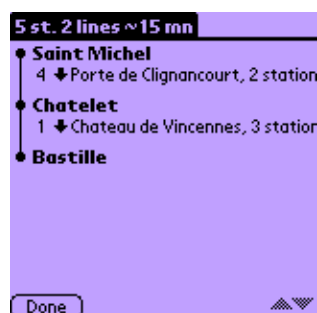 5 st. 2 lines ~15 mn
Saint Michel
4 Porte de Clignancourt, 2 station
Chatelet
1 Chateau de Vincennes, 3 station
Bastille
Done